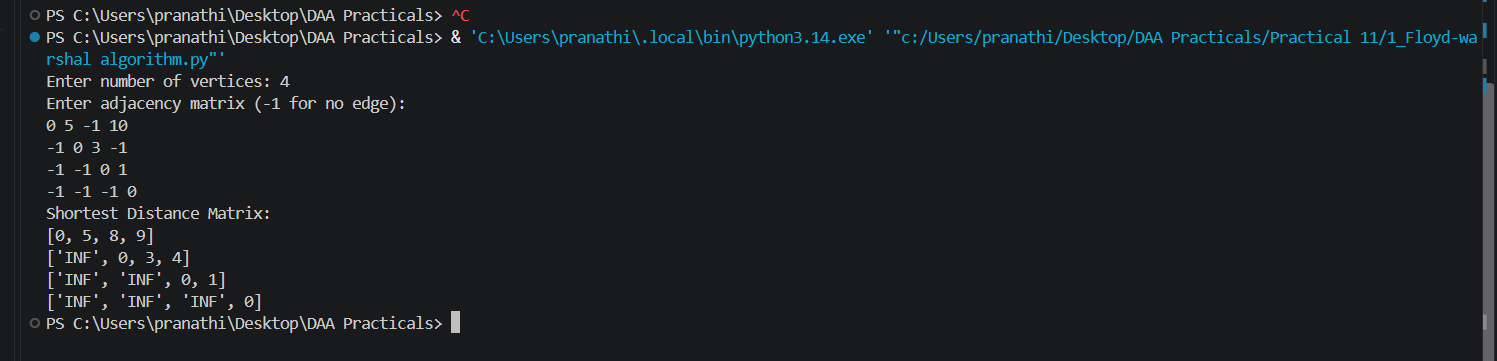 PS C:\Users\pranathi\Desktop\DAA Practicals> ^C
PS C:\Users\pranathi\Desktop\DAA Practicals> & 'C:\Users\pranathi\.local\bin\python3.14.exe' '"c:/Users/pranathi/Desktop/DAA Practicals/Practical 11/1_Floyd-wa
rshal algorithm.py"'
Enter number of vertices: 4
Enter adjacency matrix (-1 for no edge):
0 5 -1 10
-1 0 3 -1
-1 -1 0 1
-1 -1 -1 0
Shortest Distance Matrix:
[0, 5, 8, 9]
['INF', 0, 3, 4]
['INF', 'INF', 0, 1]
['INF', 'INF', 'INF', 0]
PS C:\Users\pranathi\Desktop\DAA Practicals>